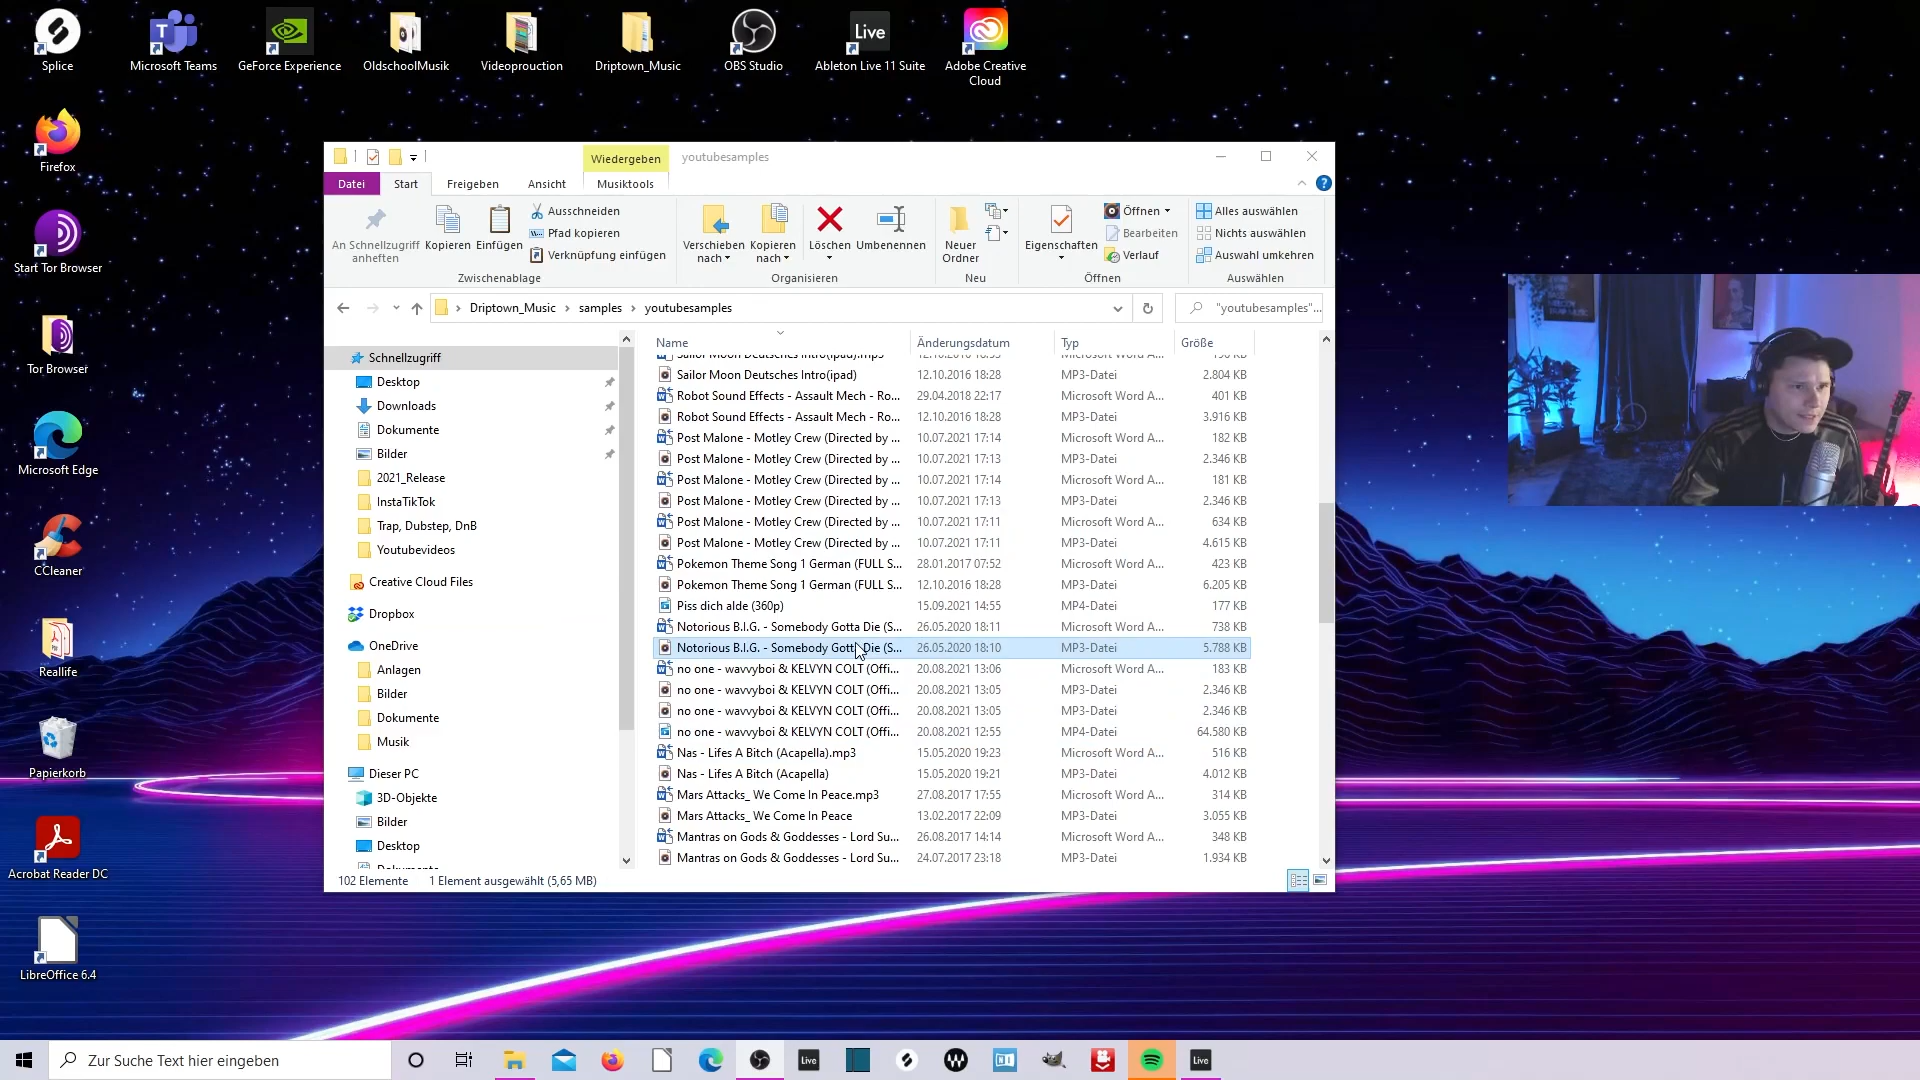 Splice
Microsoft Teams
GeForce Experience
OldschoolMusik
Videoprouction
Driptown_Music
OBS Studio
Live
Ableton Live 11 Suite
Adobe Creative
Cloud
Firefox
Start Tor Browser
Tor Browser
Microsoft Edge
CCleaner
Reallife
Papierkorb
Acrobat Reader DC
LibreOffice 6.4
Wiedergeben
youtubesamples
Datei
Start
Freigeben
Ansicht
Musiktools
An Schnellzugriff
anheften
Kopieren
Einfügen
Ausschneiden
Pfad kopieren
Verknüpfung einfügen
Zwischenablage
Verschieben
nach
Kopieren
nach
Löschen
Umbenennen
Organisieren
Neuer
Ordner
Neu
Eigenschaften
Öffnen
Bearbeiten
Verlauf
Öffnen
Alles auswählen
Nichts auswählen
Auswahl umkehren
Auswählen
Driptown_Music > samples > youtubesamples
"youtubesamples"...
Schnellzugriff
Desktop
Downloads
Dokumente
Bilder
2021_Release
InstaTikTok
Trap, Dubstep, DnB
Youtubevideos
Creative Cloud Files
Dropbox
OneDrive
Anlagen
Bilder
Dokumente
Musik
Dieser PC
3D-Objekte
Bilder
Desktop
Dokumente
Name Änderungsdatum Typ Größe
Sailor Moon Deutsches Intro(ipad).mp3
Sailor Moon Deutsches Intro(ipad) 12.10.2016 18:28 MP3-Datei 2.804 KB
Robot Sound Effects - Assault Mech - Ro... 29.04.2018 22:17 Microsoft Word A... 401 KB
Robot Sound Effects - Assault Mech - Ro... 12.10.2016 18:28 MP3-Datei 3.916 KB
Post Malone - Motley Crew (Directed by ... 10.07.2021 17:14 Microsoft Word A... 182 KB
Post Malone - Motley Crew (Directed by ... 10.07.2021 17:13 MP3-Datei 2.346 KB
Post Malone - Motley Crew (Directed by ... 10.07.2021 17:14 Microsoft Word A... 181 KB
Post Malone - Motley Crew (Directed by ... 10.07.2021 17:13 MP3-Datei 2.346 KB
Post Malone - Motley Crew (Directed by ... 10.07.2021 17:11 Microsoft Word A... 634 KB
Post Malone - Motley Crew (Directed by ... 10.07.2021 17:11 MP3-Datei 4.615 KB
Pokemon Theme Song 1 German (FULL S... 28.01.2017 07:52 Microsoft Word A... 423 KB
Pokemon Theme Song 1 German (FULL S... 12.10.2016 18:28 MP3-Datei 6.205 KB
Piss dich alde (360p) 15.09.2021 14:55 MP4-Datei 177 KB
Notorious B.I.G. - Somebody Gotta Die (S... 26.05.2020 18:11 Microsoft Word A... 738 KB
Notorious B.I.G. - Somebody Gotta Die (S... 26.05.2020 18:10 MP3-Datei 5.788 KB
no one - wavvyboi & KELVYN COLT (Offi... 20.08.2021 13:06 Microsoft Word A... 183 KB
no one - wavvyboi & KELVYN COLT (Offi... 20.08.2021 13:05 MP3-Datei 2.346 KB
no one - wavvyboi & KELVYN COLT (Offi... 20.08.2021 13:05 MP3-Datei 2.346 KB
no one - wavvyboi & KELVYN COLT (Offi... 20.08.2021 12:55 MP4-Datei 64.580 KB
Nas - Lifes A Bitch (Acapella).mp3 15.05.2020 19:23 Microsoft Word A... 516 KB
Nas - Lifes A Bitch (Acapella) 15.05.2020 19:21 MP3-Datei 4.012 KB
Mars Attacks_ We Come In Peace.mp3 27.08.2017 17:55 Microsoft Word A... 314 KB
Mars Attacks_ We Come In Peace 13.02.2017 22:09 MP3-Datei 3.055 KB
Mantras on Gods & Goddesses - Lord Su... 26.08.2017 14:14 Microsoft Word A... 348 KB
Mantras on Gods & Goddesses - Lord Su... 24.07.2017 23:18 MP3-Datei 1.934 KB
102 Elemente 1 Element ausgewählt (5,65 MB)
Zur Suche Text hier eingeben
Live
Live